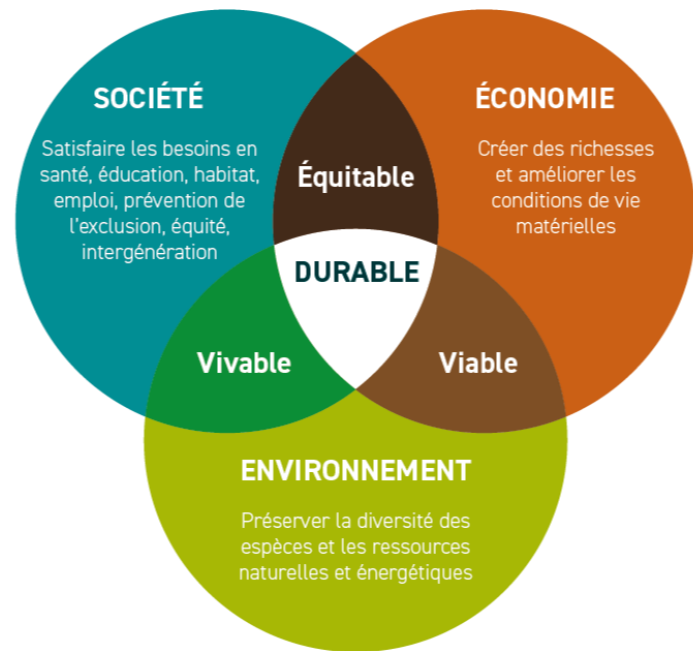 SOCIÉTÉ
Satisfaire les besoins en
santé, éducation, habitat,
emploi, prévention de
l'exclusion, équité,
intergénération
Équitable
ÉCONOMIE
Créer des richesses
et améliorer les
conditions de vie
matérielles
DURABLE
Vivable
Viable
ENVIRONNEMENT
Préserver la diversité des
espèces et les ressources
naturelles et énergétiques